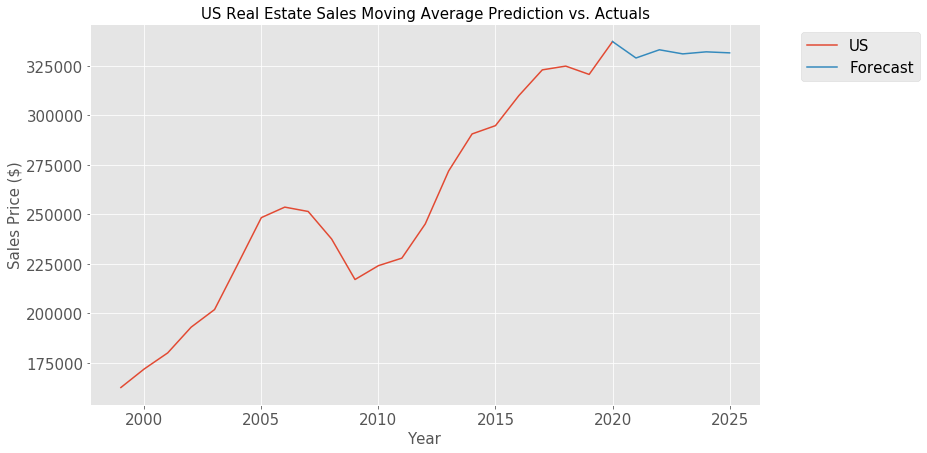 US Real Estate Sales Moving Average Prediction vs. Actuals
US
Forecast
325000
300000
275000
250000
225000
200000
175000
Sales Price ($)
2000 2005 2010 2015 2020 2025
Year